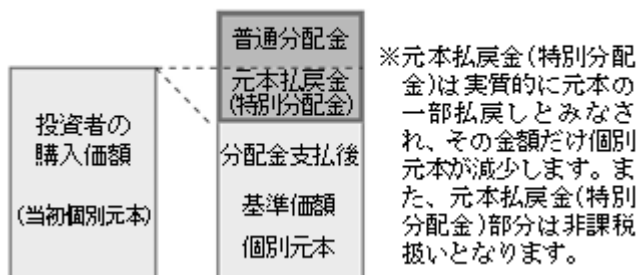 投資者の
購入価額
(当初個別元本)
普通分配金
元本払戻金
(特別分配金)
分配金支払後
基準価額
個別元本
※元本払戻金(特別分配
金)は実質的に元本の
一部払戻しとみなさ
れ、その金額だけ個別
元本が減少します。ま
た、元本払戻金(特別
分配金)部分は非課税
扱いとなります。